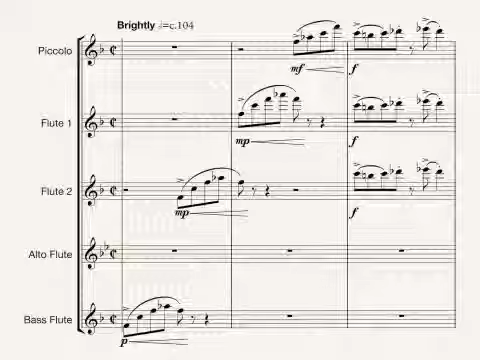 Brightly ♩=c.104
Piccolo
mf
f
Flute 1
mp
f
Flute 2
mp
f
Alto Flute
Bass Flute
p